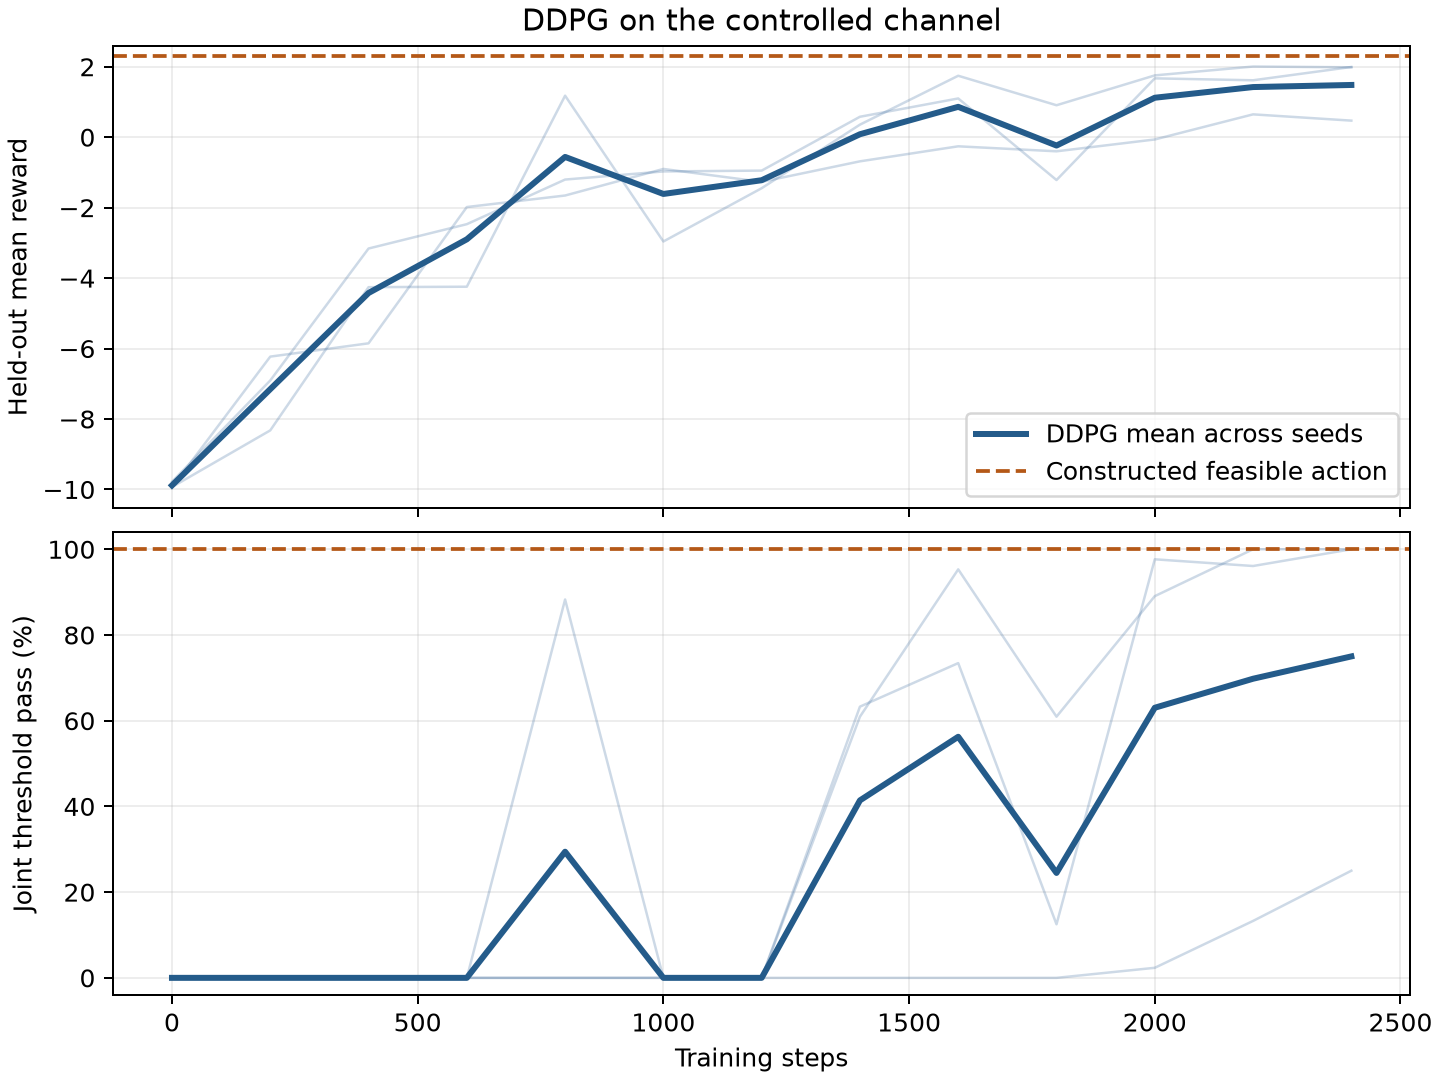 DDPG on the controlled channel
Held-out mean reward
2
0
−2
−4
−6
−8
−10
DDPG mean across seeds
Constructed feasible action
Joint threshold pass (%)
100
80
60
40
20
0
0 500 1000 1500 2000 2500
Training steps